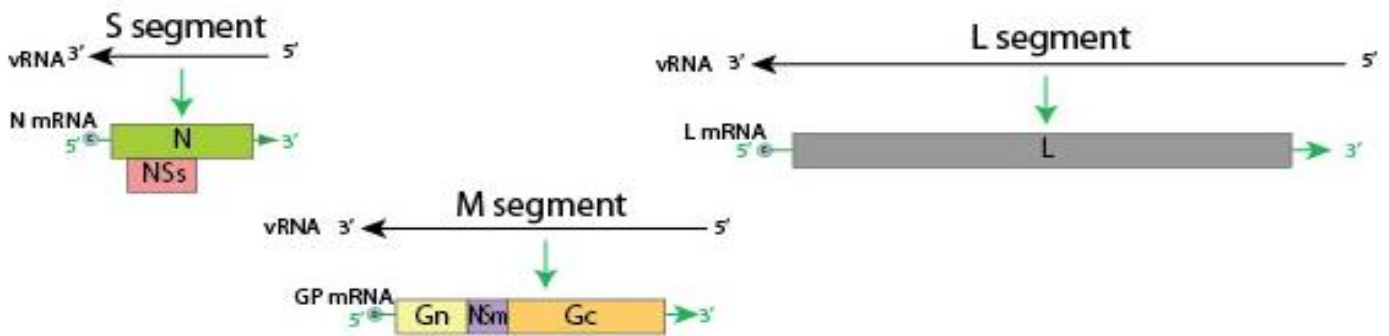 S segment
vRNA 3′ 5′
N mRNA
5′ c N 3′
NSs
L segment
vRNA 3′ 5′
L mRNA
5′ c L 3′
M segment
vRNA 3′ 5′
GP mRNA
5′ c Gn NSm Gc 3′